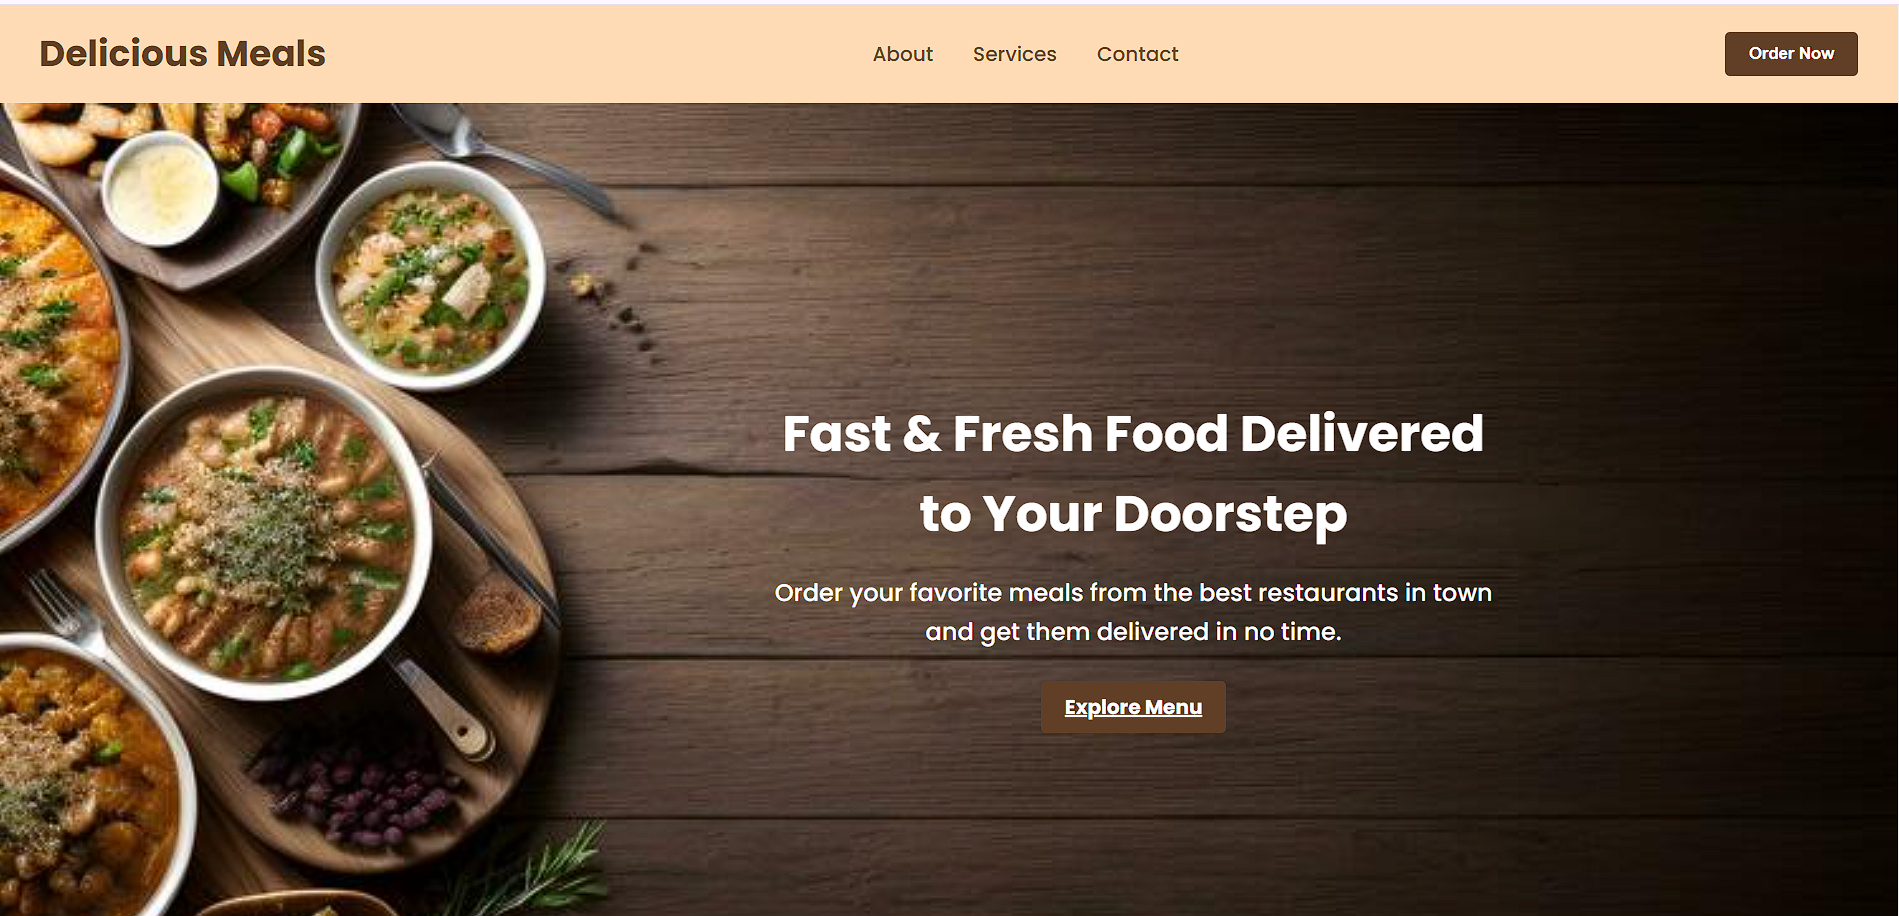 Delicious Meals
About
Services
Contact
Order Now
Fast & Fresh Food Delivered
to Your Doorstep
Order your favorite meals from the best restaurants in town
and get them delivered in no time.
Explore Menu